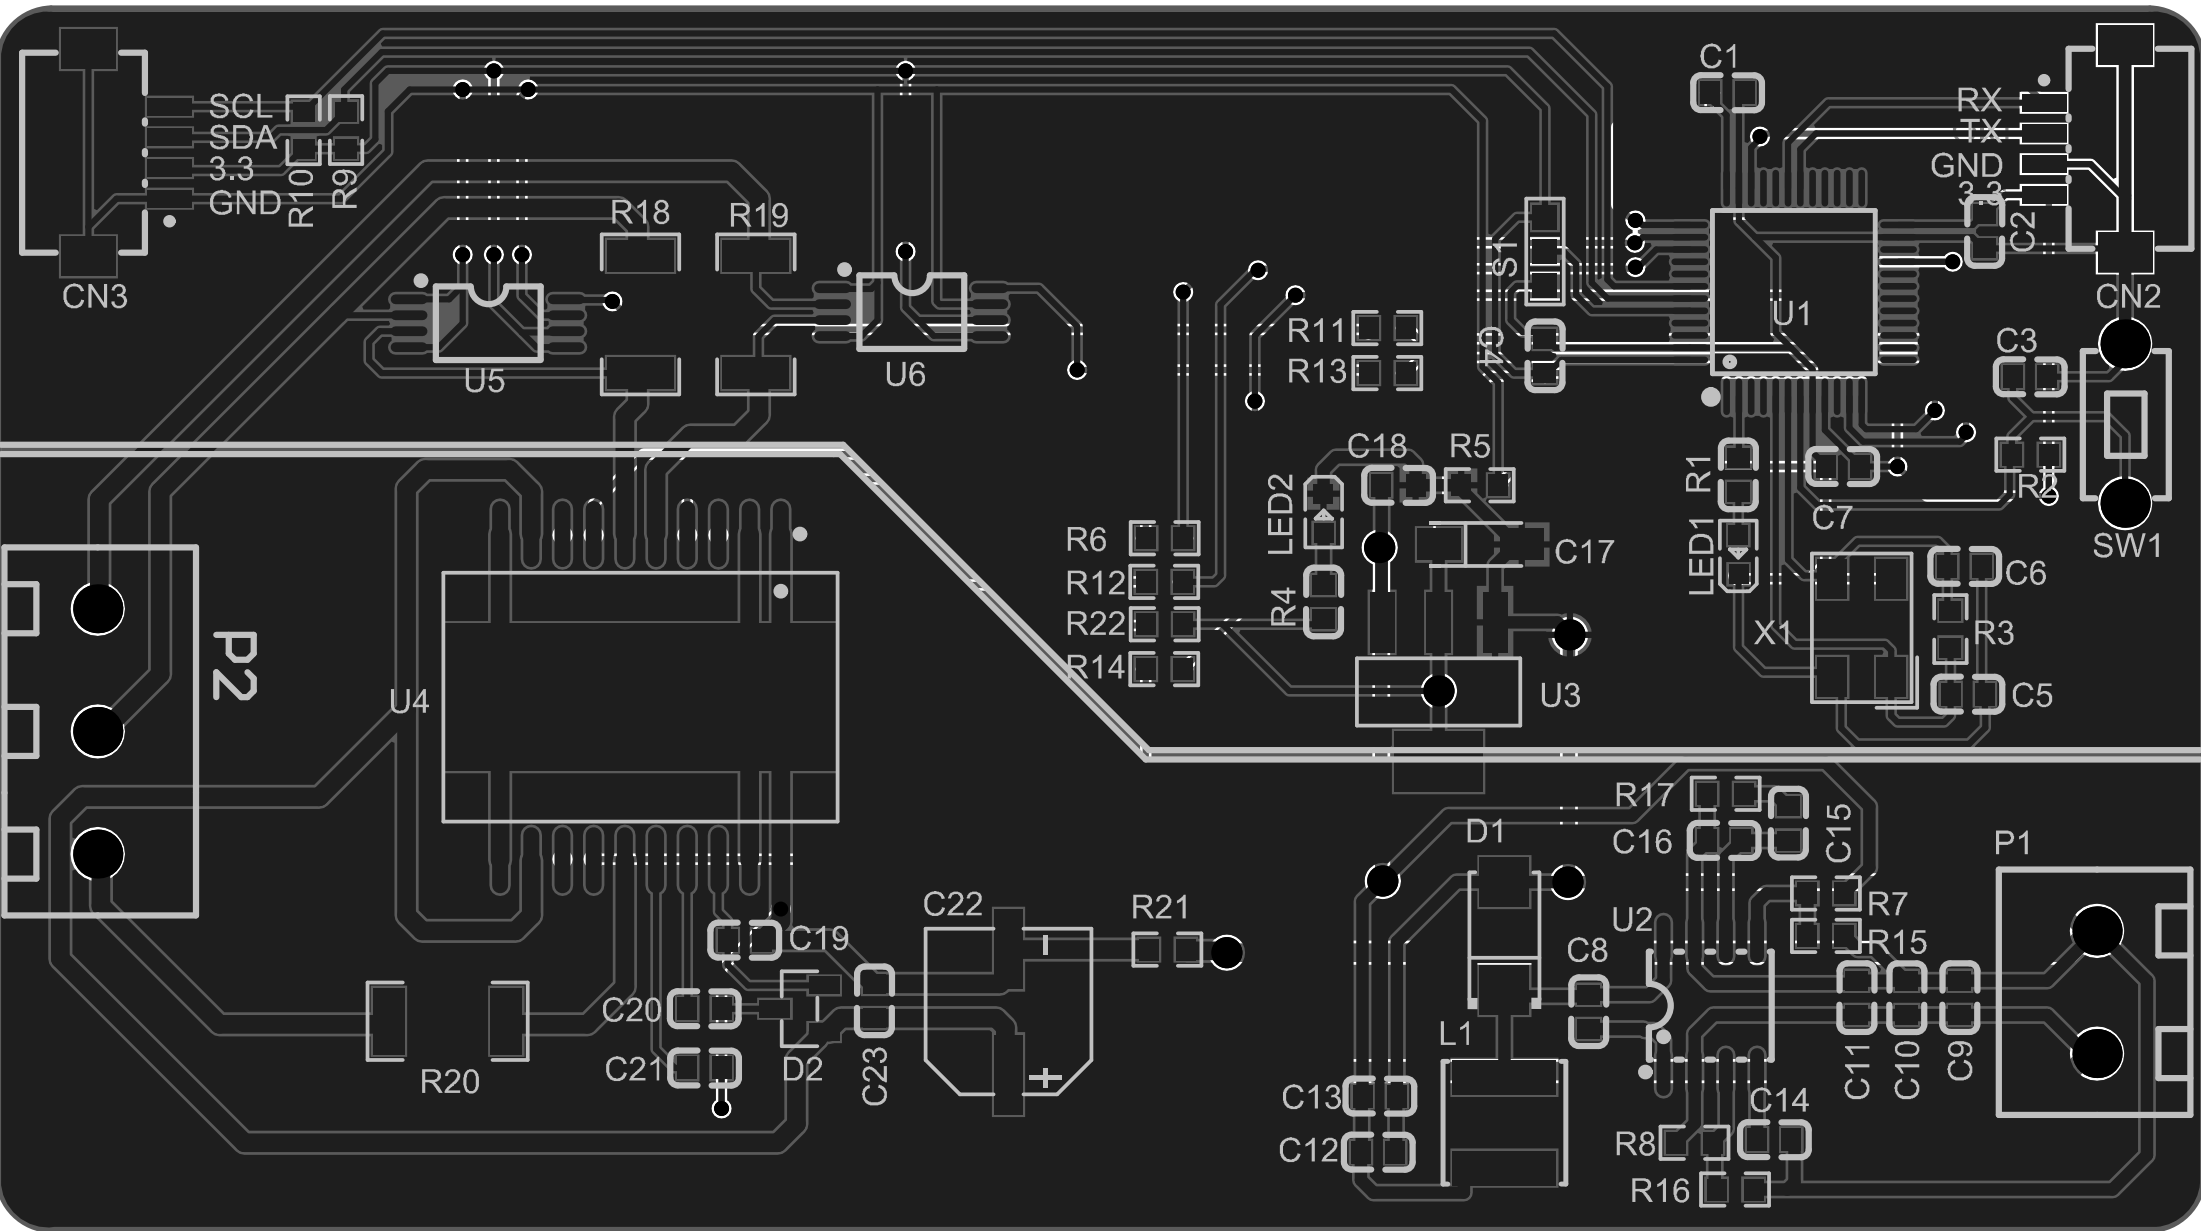 C1
SCL
SDA
3.3
GND
R10
R9
CN3
R18
R19
U5
U6
RX
TX
GND
3.3
C2
CN2
S1
U1
C4
R11
R13
C3
R2
SW1
C18
R5
LED2
R1
LED1
C7
C17
R6
R12
R22
R14
R4
C6
X1
R3
C5
U3
P2
U4
R17
C16
C15
D1
P1
C22
R21
C19
U2
C8
R7
R15
C20
C21
R20
D2
C23
L1
C11
C10
C9
C13
C12
C14
R8
R16